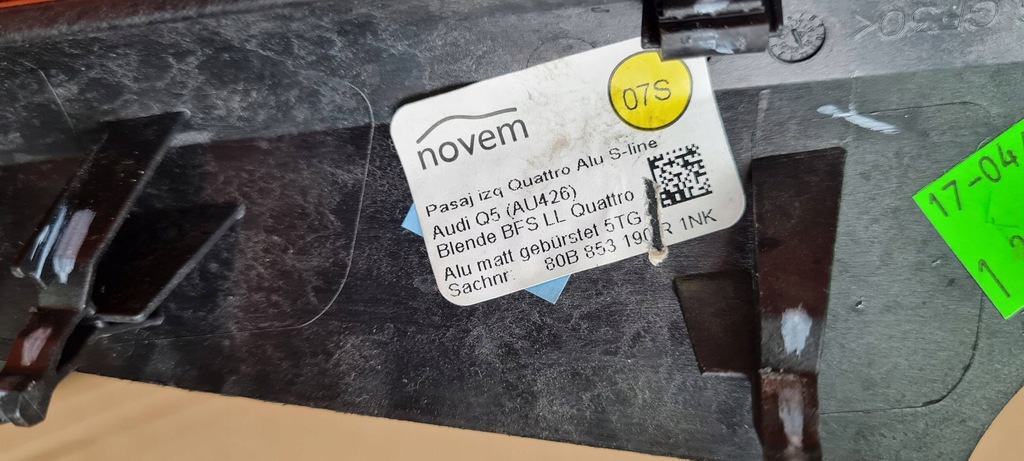 novem
07S
Pasaj izq Quattro Alu S-line
Audi Q5 (AU426)
Blende BFS LL Quattro
Alu matt gebürstet 5TG
Sachnr: 80B 853 190 R 1NK
17-04
1